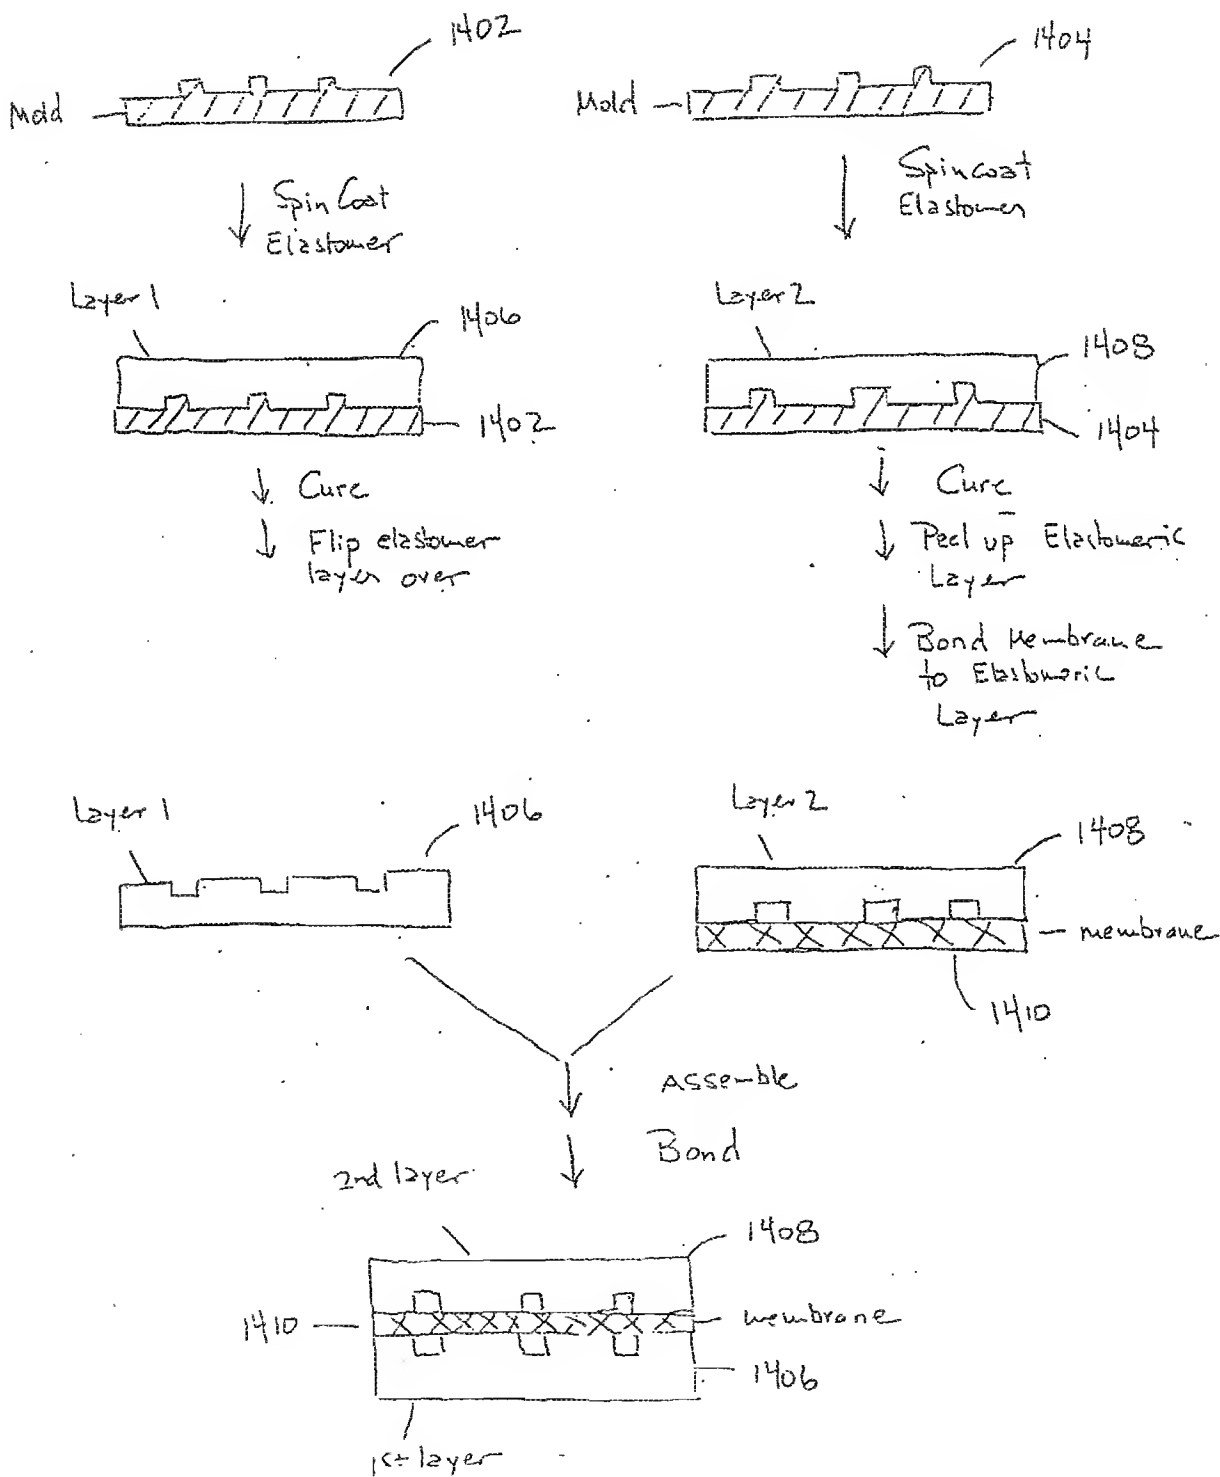 1402
Mold
1404
Mold
Spin Coat
Elastomer
Spincoat
Elastomer
Layer 1
1406
1402
Layer 2
1408
1404
Cure
Flip elastomer
layer over
Cure
Peel up Elastomeric
Layer
Bond Membrane
to Elastomeric
Layer
Layer 1
1406
Layer 2
1408
membrane
1410
Assemble
Bond
2nd layer
1408
1410
membrane
1406
1st layer